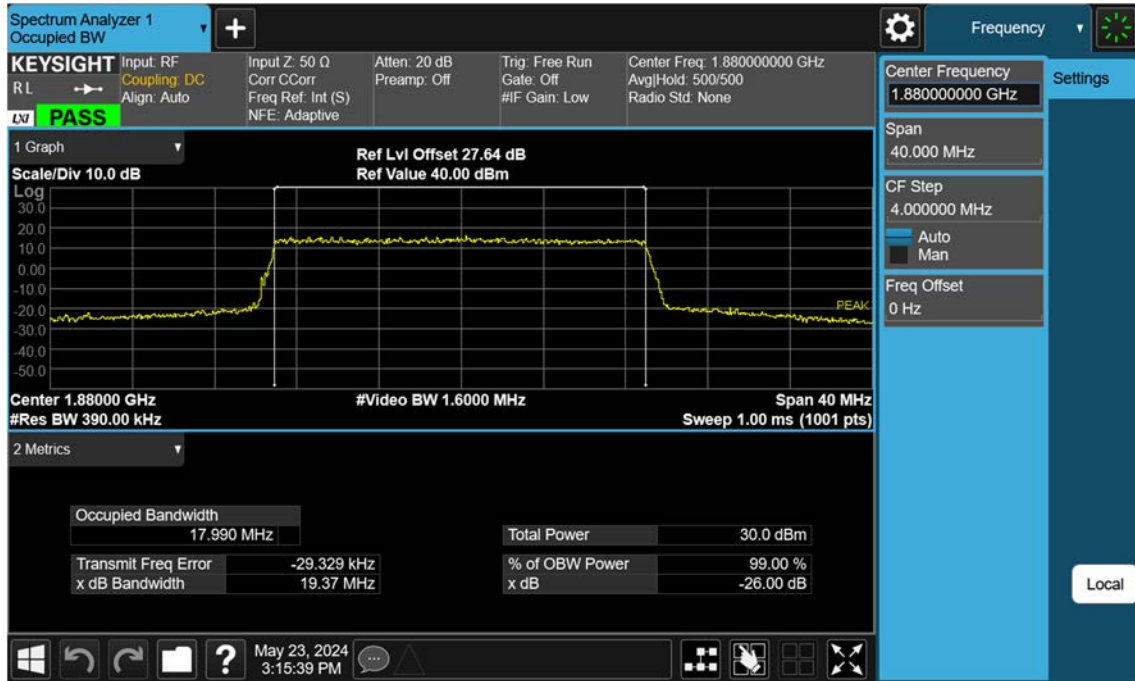 Spectrum Analyzer 1
Occupied BW
Frequency
KEYSIGHT
R L
LXI
PASS
Input: RF
Coupling: DC
Align: Auto
Input Z: 50 Ω
Corr CCorr
Freq Ref: Int (S)
NFE: Adaptive
Atten: 20 dB
Preamp: Off
Trig: Free Run
Gate: Off
#IF Gain: Low
Center Freq: 1.880000000 GHz
Avg|Hold: 500/500
Radio Std: None
1 Graph
Scale/Div 10.0 dB
Ref Lvl Offset 27.64 dB
Ref Value 40.00 dBm
Log
30.0
20.0
10.0
0.00
-10.0
-20.0
-30.0
-40.0
-50.0
PEAK
Center 1.88000 GHz
#Video BW 1.6000 MHz
Span 40 MHz
#Res BW 390.00 kHz
Sweep 1.00 ms (1001 pts)
2 Metrics
Occupied Bandwidth
17.990 MHz
Total Power 30.0 dBm
Transmit Freq Error -29.329 kHz
% of OBW Power 99.00 %
x dB Bandwidth 19.37 MHz
x dB -26.00 dB
Center Frequency
1.880000000 GHz
Settings
Span
40.000 MHz
CF Step
4.000000 MHz
Auto
Man
Freq Offset
0 Hz
Local
?
May 23, 2024
3:15:39 PM